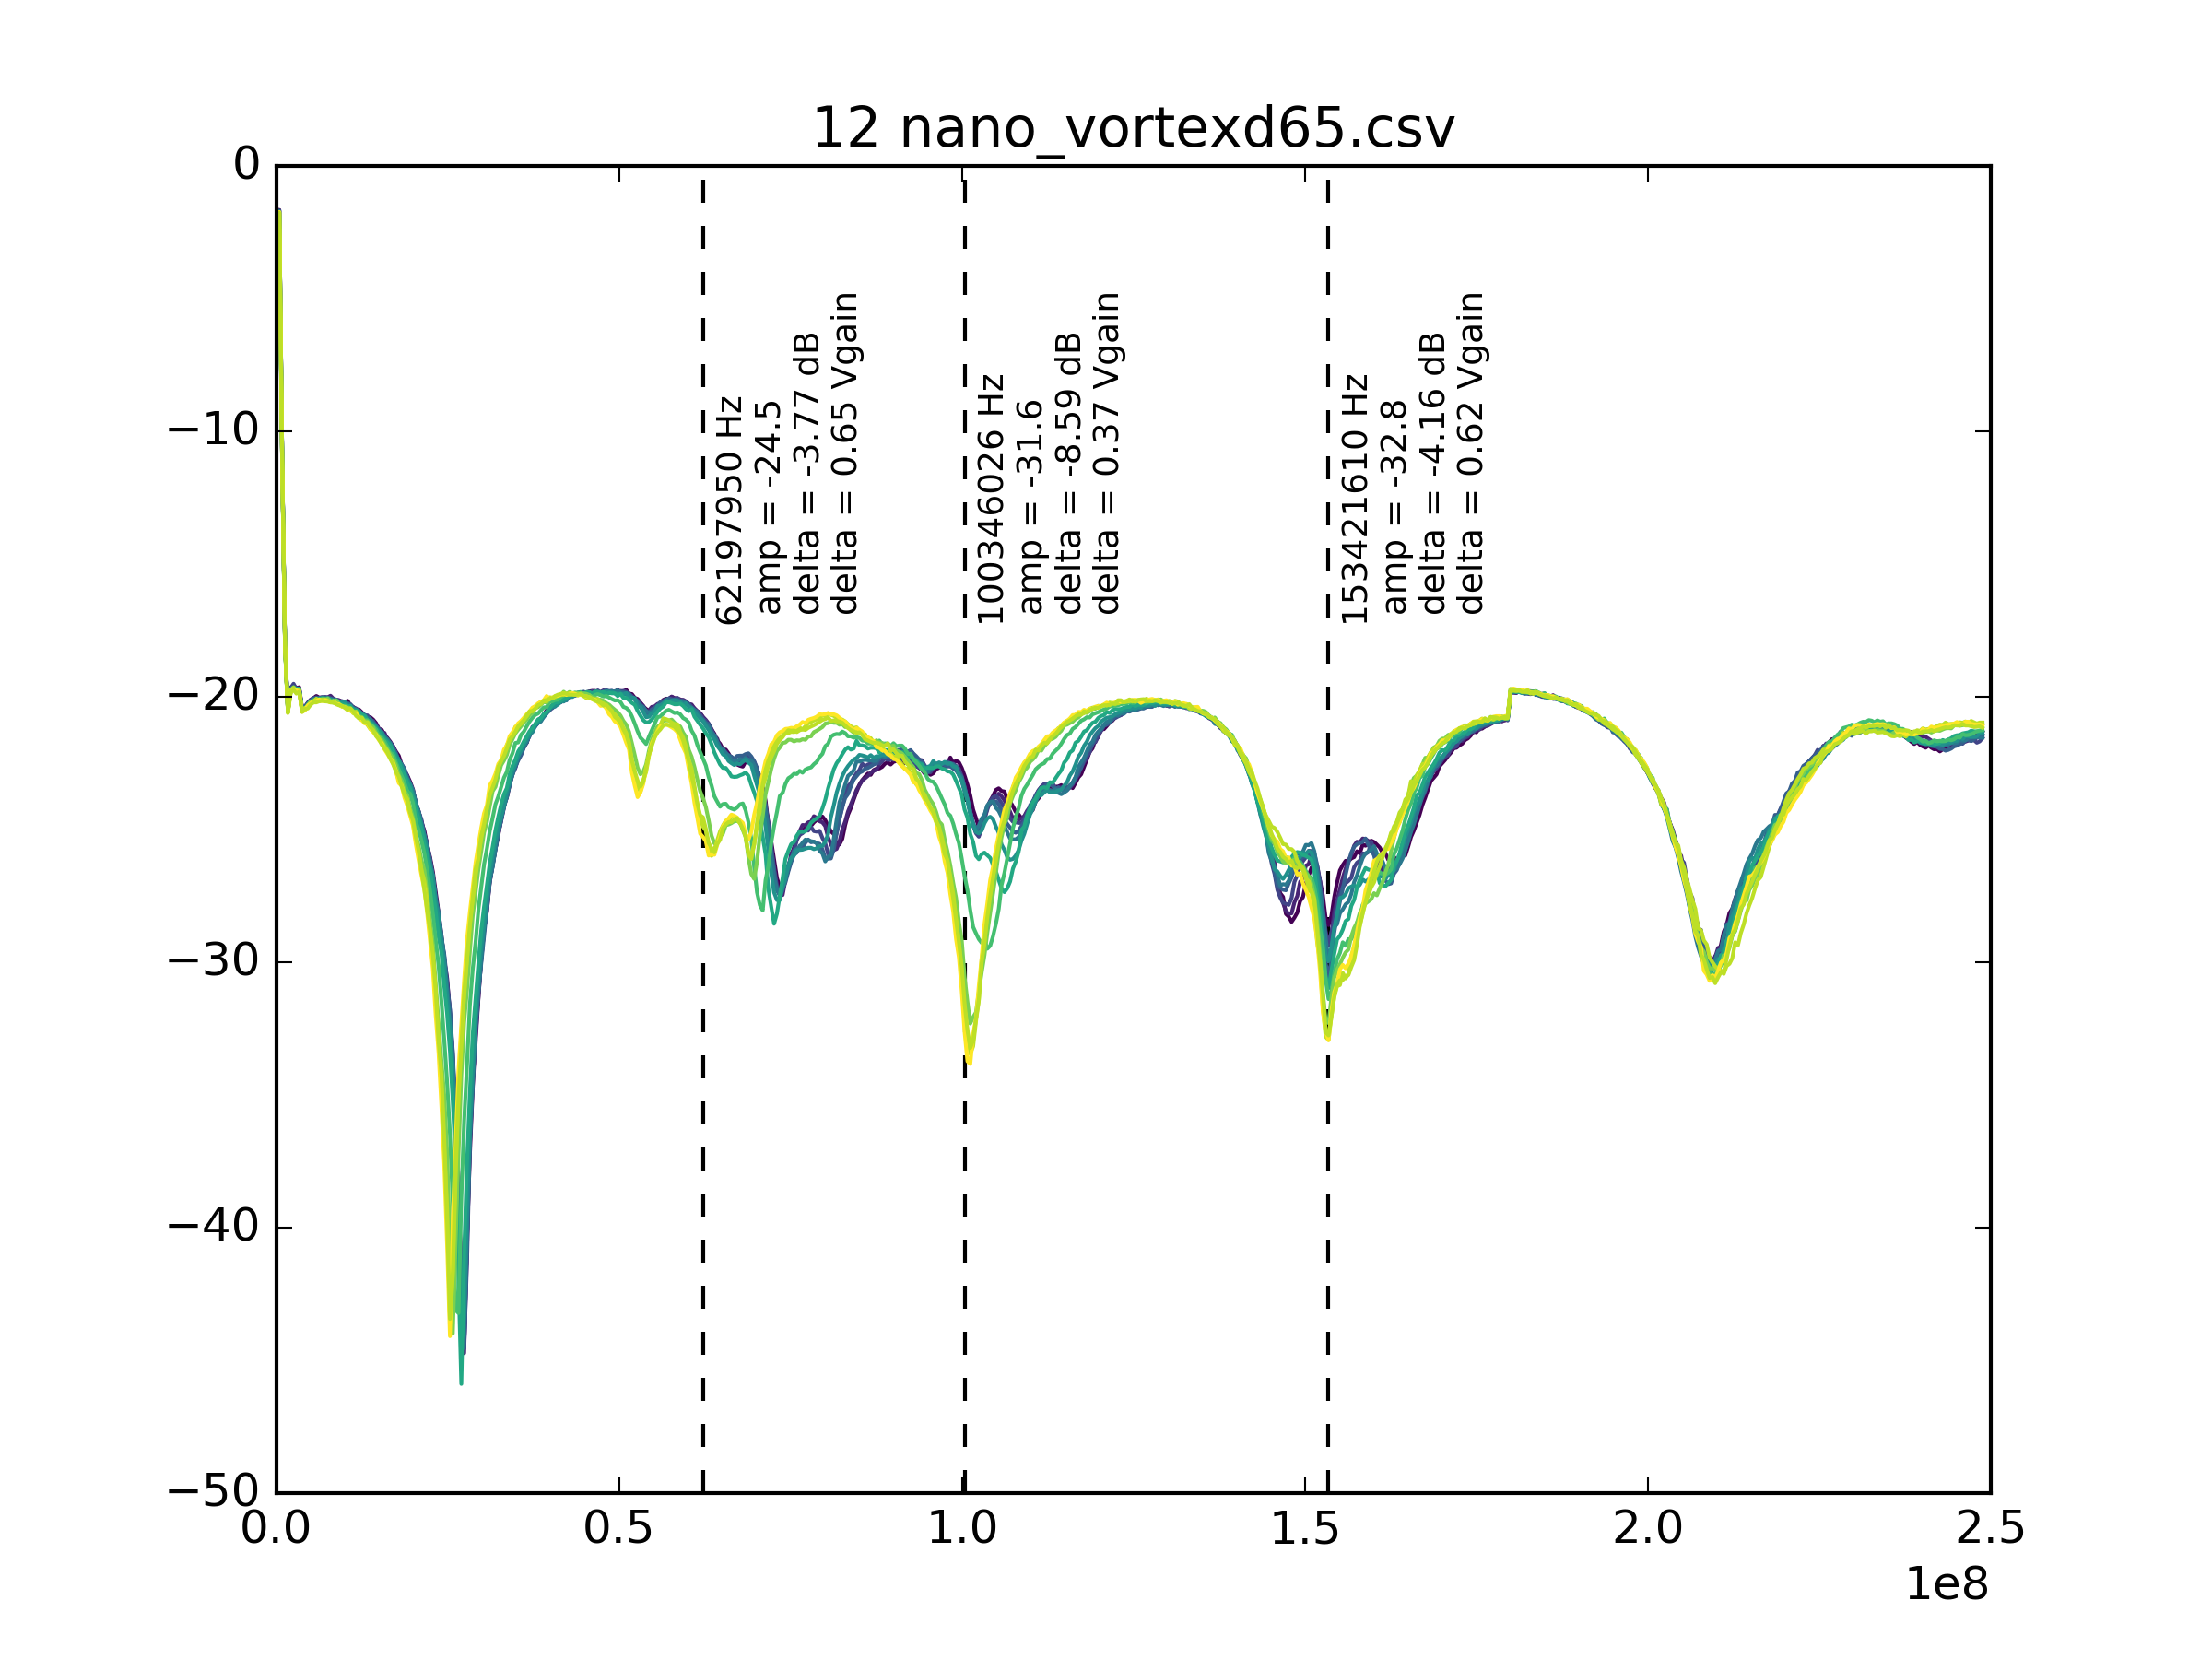 12 nano_vortexd65.csv
0
−10
−20
−30
−40
−50
62197950 Hz
amp = -24.5
delta = -3.77 dB
delta = 0.65 Vgain
100346026 Hz
amp = -31.6
delta = -8.59 dB
delta = 0.37 Vgain
153421610 Hz
amp = -32.8
delta = -4.16 dB
delta = 0.62 Vgain
0.0
0.5
1.0
1.5
2.0
2.5
1e8